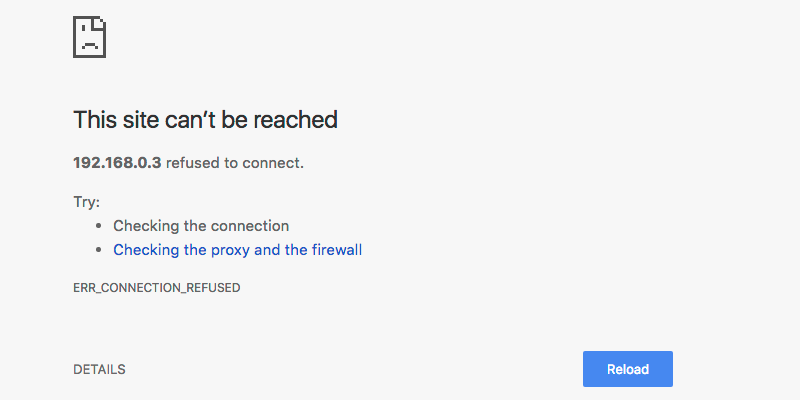 This site can’t be reached
192.168.0.3 refused to connect.
Try:
• Checking the connection
• Checking the proxy and the firewall
ERR_CONNECTION_REFUSED
DETAILS
Reload